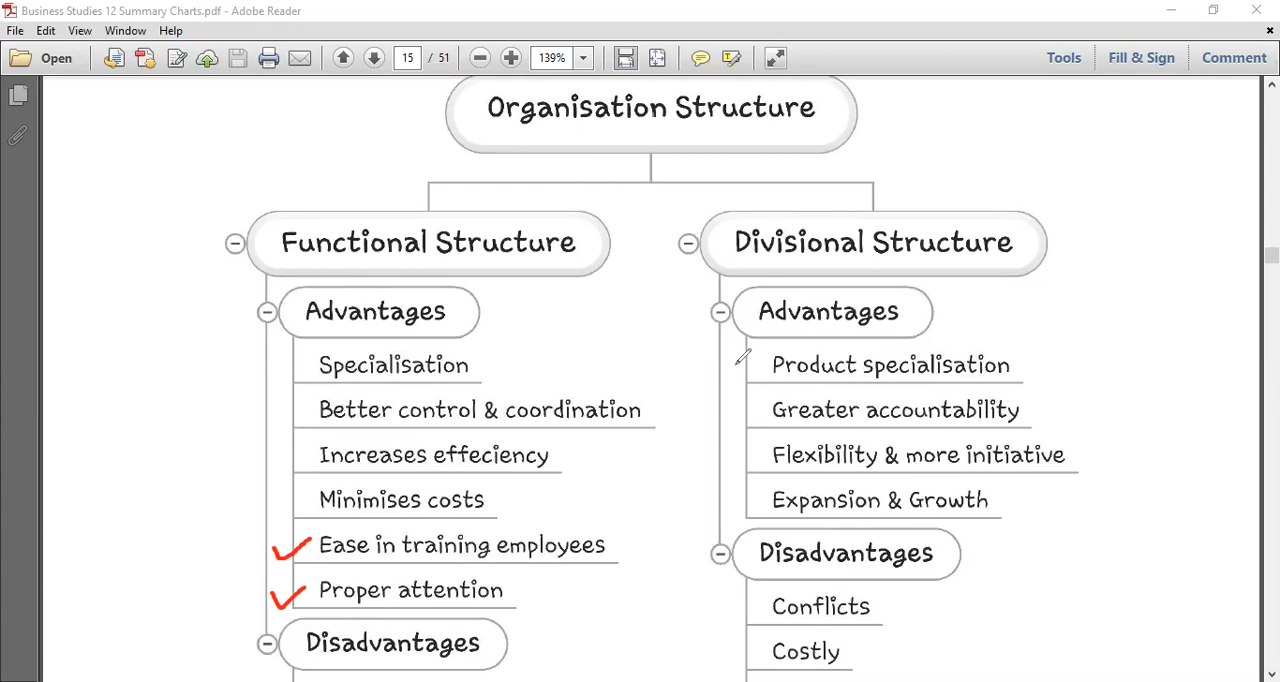 Business Studies 12 Summary Charts.pdf - Adobe Reader
File Edit View Window Help
Open 15 / 51 139% Tools Fill & Sign Comment
Organisation Structure
Functional Structure
Advantages
Specialisation
Better control & coordination
Increases effeciency
Minimises costs
Ease in training employees
Proper attention
Disadvantages
Divisional Structure
Advantages
Product specialisation
Greater accountability
Flexibility & more initiative
Expansion & Growth
Disadvantages
Conflicts
Costly